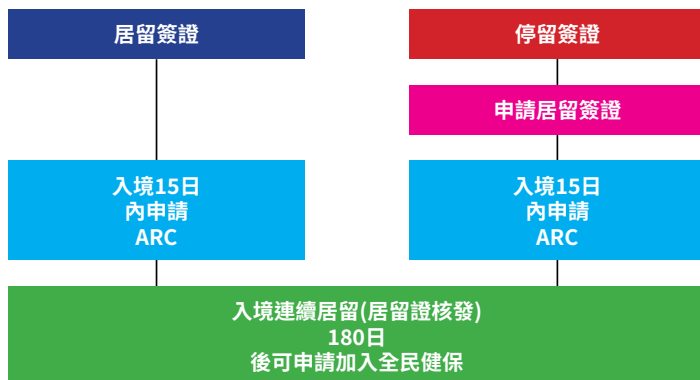 居留簽證
停留簽證
申請居留簽證
入境15日
內申請
ARC
入境15日
內申請
ARC
入境連續居留(居留證核發)
180日
後可申請加入全民健保